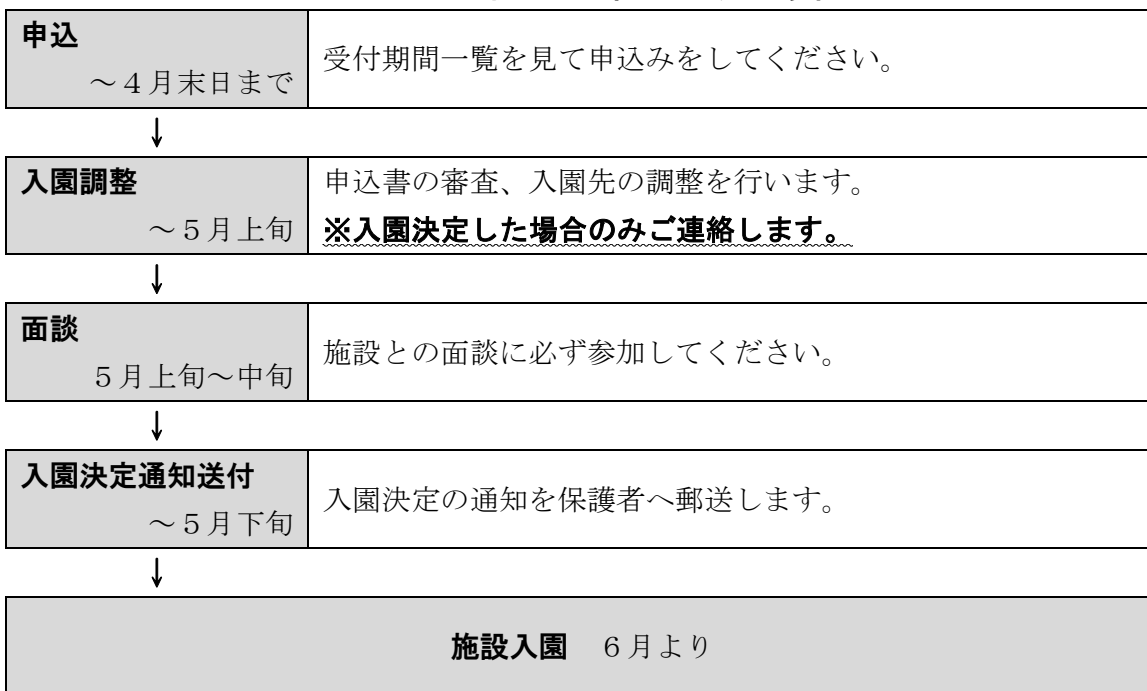 申込
～４月末日まで
受付期間一覧を見て申込みをしてください。
↓
入園調整
～５月上旬
申込書の審査、入園先の調整を行います。
※入園決定した場合のみご連絡します。
↓
面談
５月上旬～中旬
施設との面談に必ず参加してください。
↓
入園決定通知送付
～５月下旬
入園決定の通知を保護者へ郵送します。
↓
施設入園　６月より